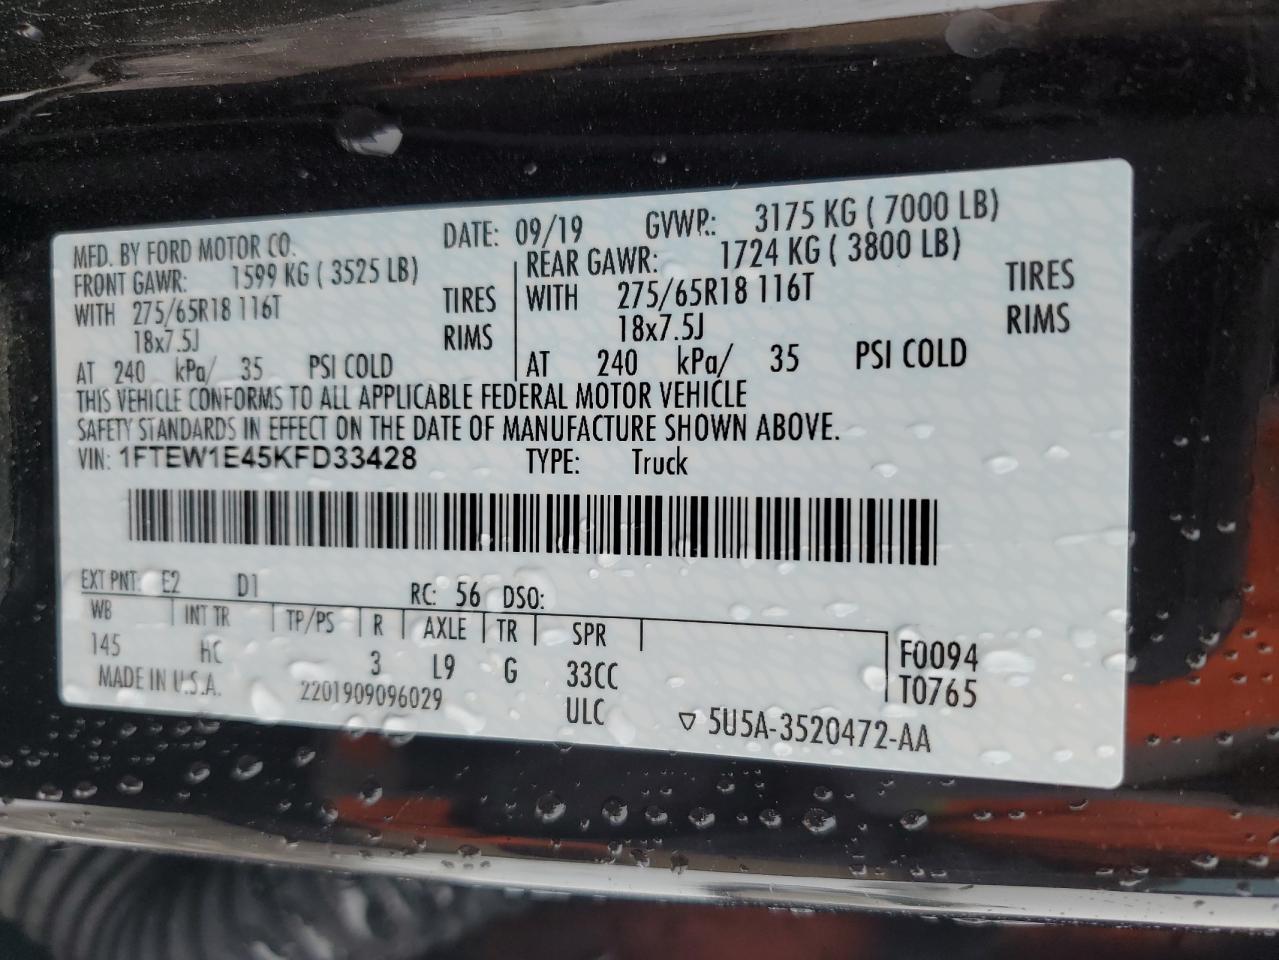 MFD. BY FORD MOTOR CO. DATE: 09/19 GVWR: 3175 KG ( 7000 LB)
FRONT GAWR: 1599 KG ( 3525 LB) REAR GAWR: 1724 KG ( 3800 LB)
WITH 275/65R18 116T TIRES WITH 275/65R18 116T TIRES
18x7.5J RIMS 18x7.5J RIMS
AT 240 kPa/ 35 PSI COLD AT 240 kPa/ 35 PSI COLD
THIS VEHICLE CONFORMS TO ALL APPLICABLE FEDERAL MOTOR VEHICLE
SAFETY STANDARDS IN EFFECT ON THE DATE OF MANUFACTURE SHOWN ABOVE.
VIN: 1FTEW1E45KFD33428 TYPE: Truck
EXT PNT: E2 D1 RC: 56 DSO:
WB INT TR TP/PS R AXLE TR SPR
145 HC 3 L9 G 33CC F0094
MADE IN U.S.A. 2201909096029 ULC T0765
▽ 5U5A-3520472-AA